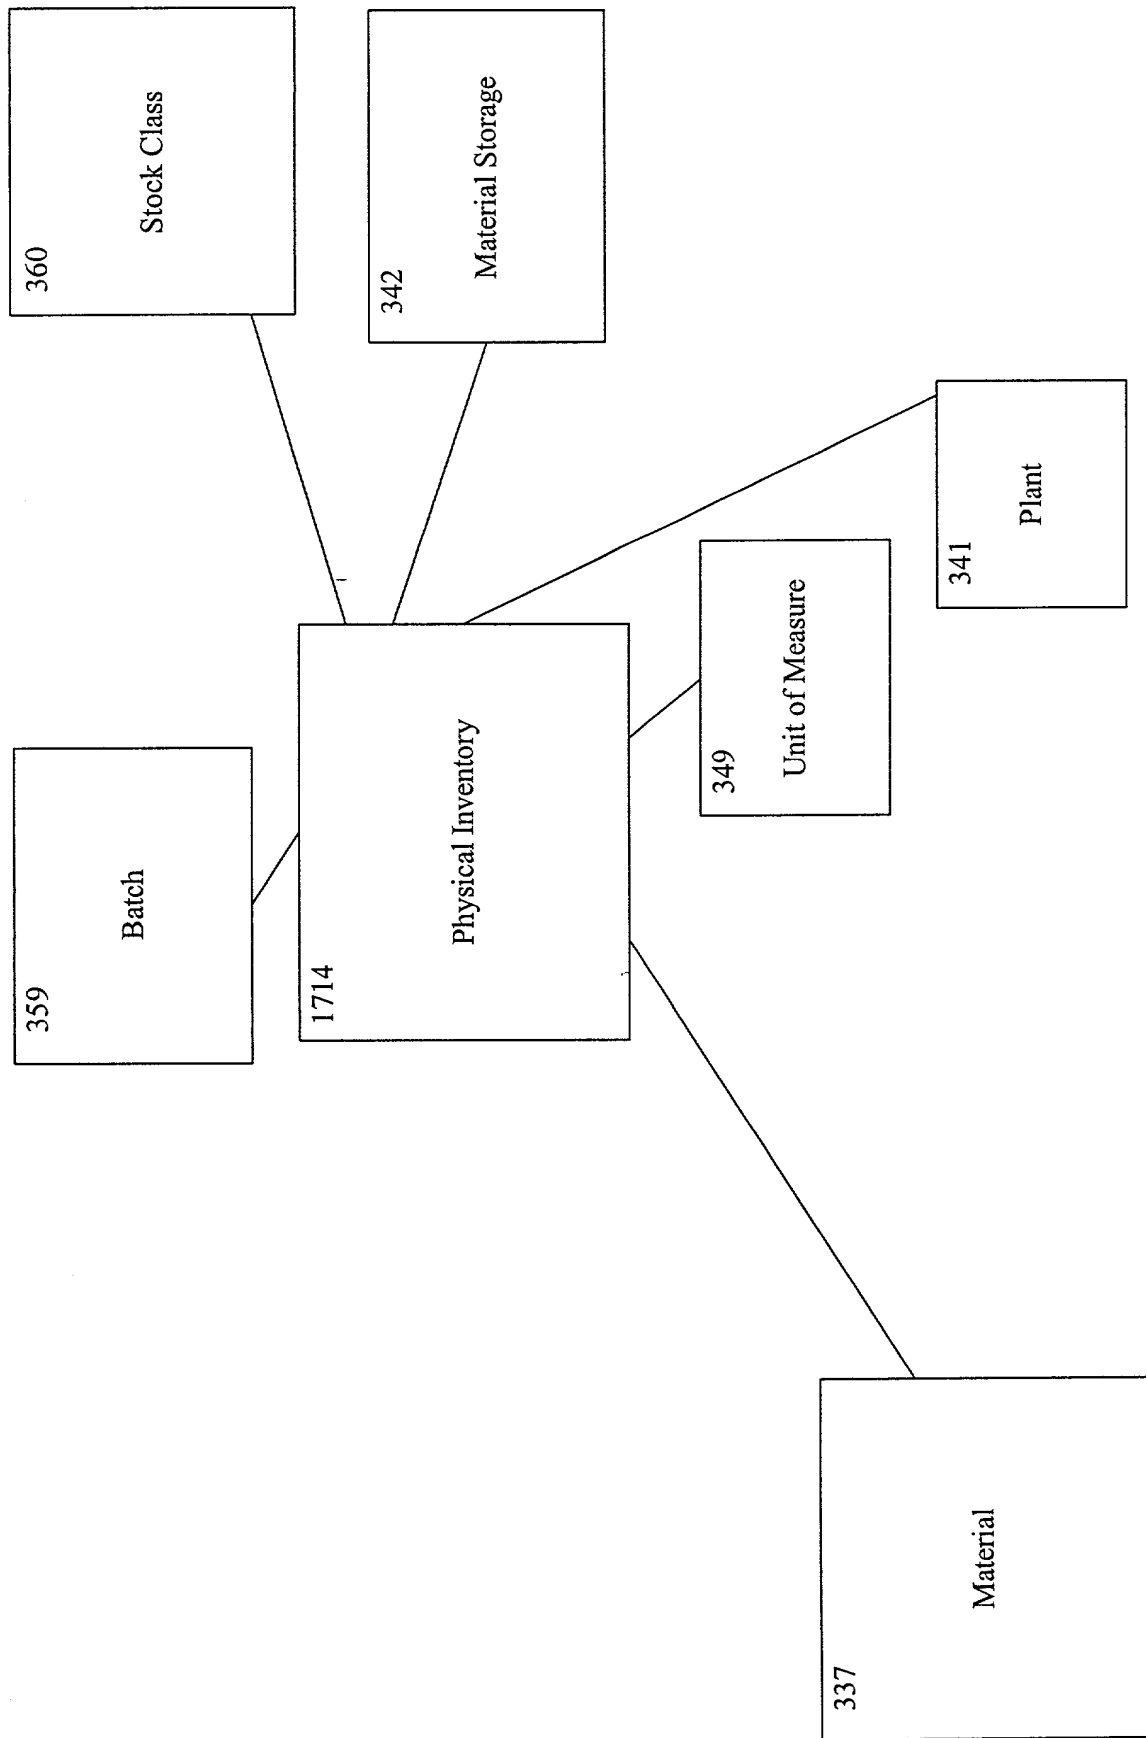 359
Batch
360
Stock Class
1714
Physical Inventory
342
Material Storage
349
Unit of Measure
341
Plant
337
Material